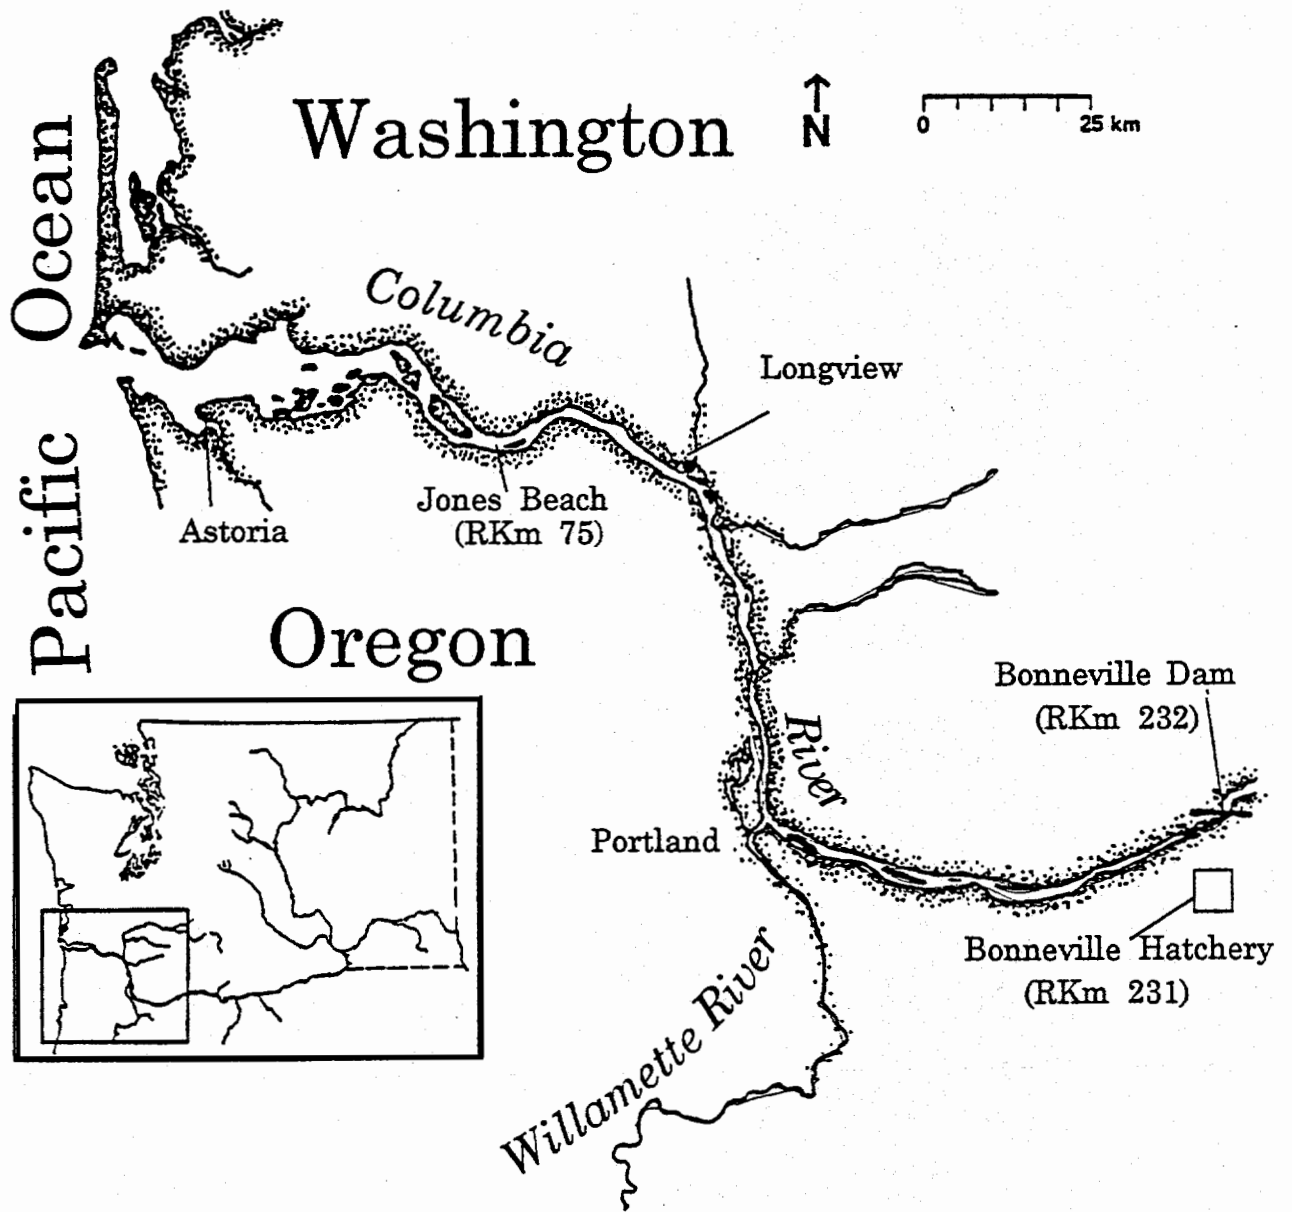 Washington
N
0 25 km
Pacific Ocean
Columbia
Longview
Jones Beach
(RKm 75)
Astoria
Oregon
Bonneville Dam
(RKm 232)
River
Portland
Bonneville Hatchery
(RKm 231)
Willamette River